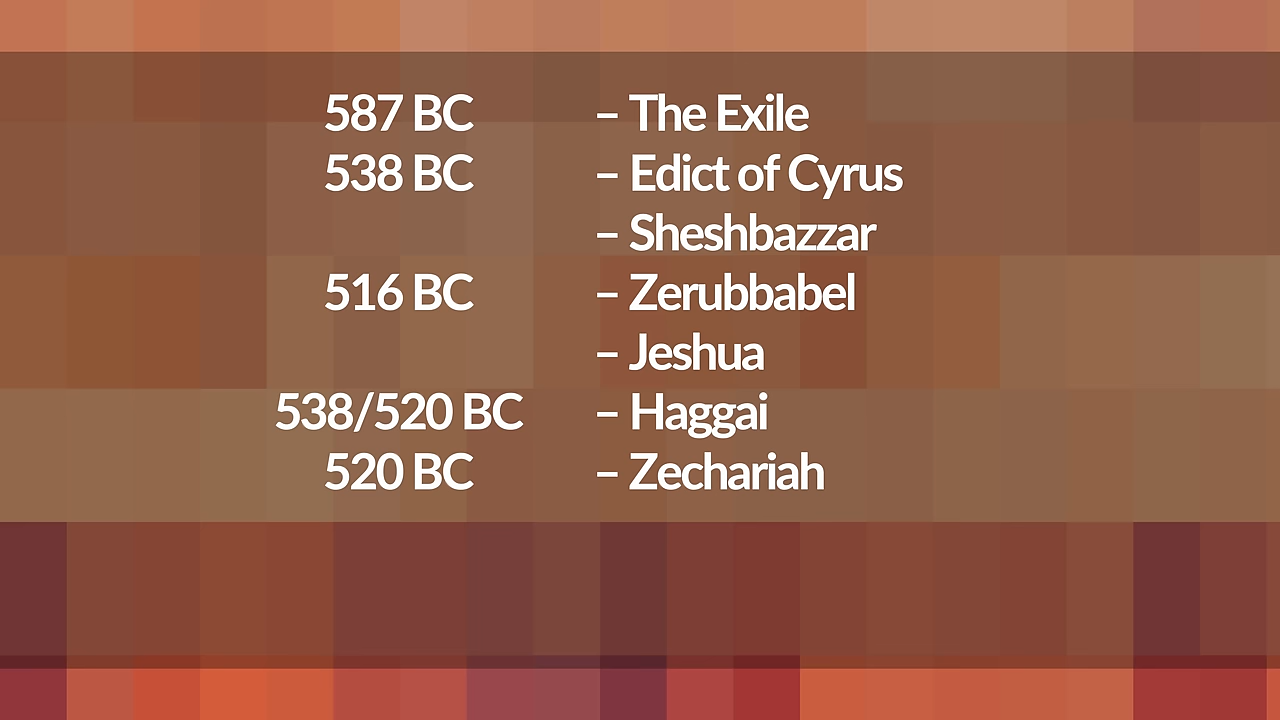 587 BC – The Exile
538 BC – Edict of Cyrus
– Sheshbazzar
516 BC – Zerubbabel
– Jeshua
538/520 BC – Haggai
520 BC – Zechariah